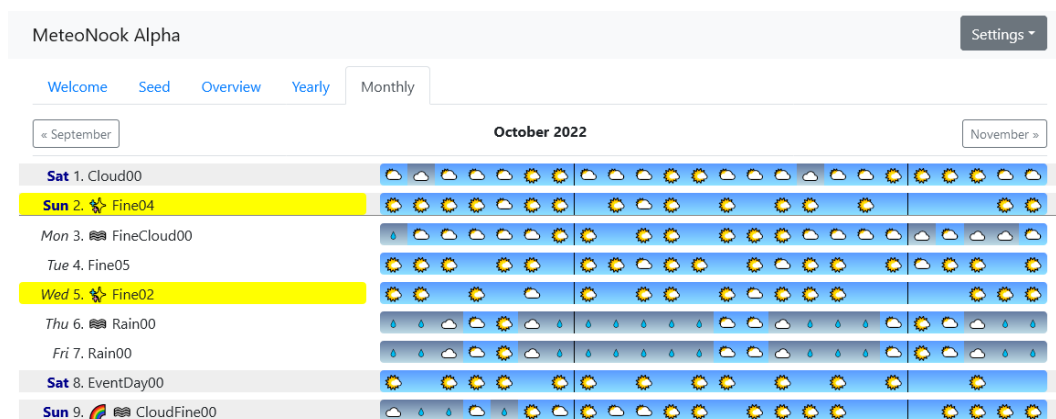 MeteoNook Alpha
Settings
Welcome Seed Overview Yearly Monthly
« September October 2022 November »
Sat 1. Cloud00
Sun 2. Fine04
Mon 3. FineCloud00
Tue 4. Fine05
Wed 5. Fine02
Thu 6. Rain00
Fri 7. Rain00
Sat 8. EventDay00
Sun 9. CloudFine00